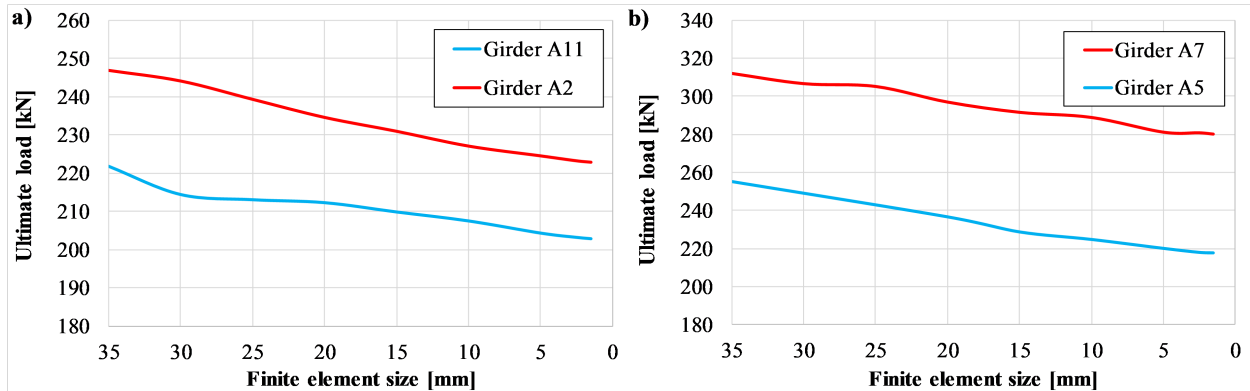 a)
Ultimate load [kN]
260
250
240
230
220
210
200
190
180
35 30 25 20 15 10 5 0
Finite element size [mm]
Girder A11
Girder A2
b)
Ultimate load [kN]
340
320
300
280
260
240
220
200
180
35 30 25 20 15 10 5 0
Finite element size [mm]
Girder A7
Girder A5